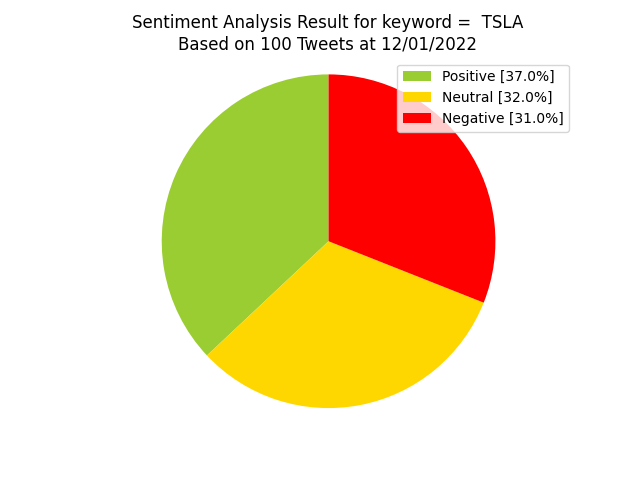 Sentiment Analysis Result for keyword =  TSLA
Based on 100 Tweets at 12/01/2022
Positive [37.0%]
Neutral [32.0%]
Negative [31.0%]